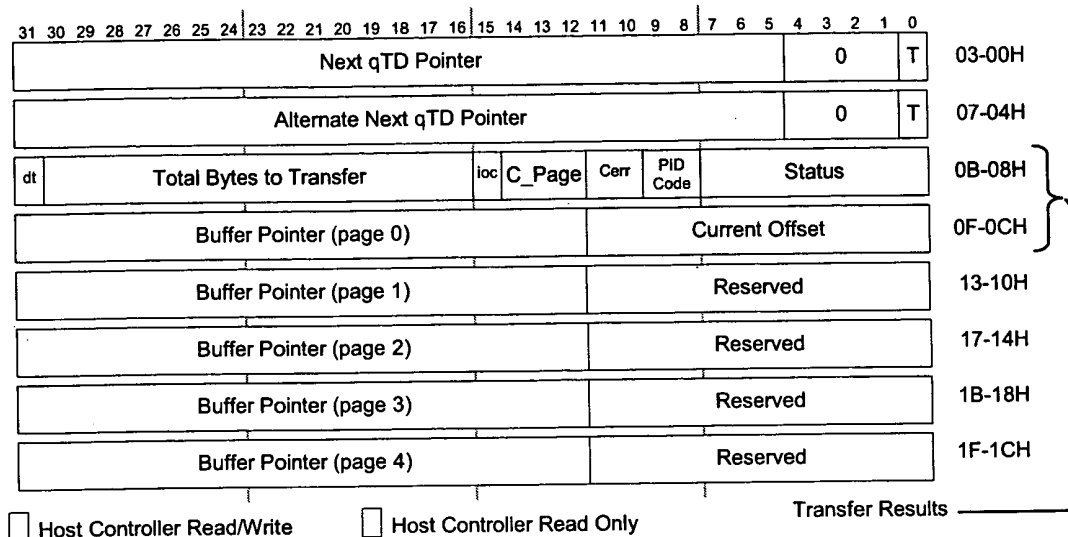 31 30 29 28 27 26 25 24 23 22 21 20 19 18 17 16 15 14 13 12 11 10 9 8 7 6 5 4 3 2 1 0
Next qTD Pointer 0 T 03-00H
Alternate Next qTD Pointer 0 T 07-04H
dt Total Bytes to Transfer ioc C_Page Cerr PID Code Status 0B-08H
Buffer Pointer (page 0) Current Offset 0F-0CH
Buffer Pointer (page 1) Reserved 13-10H
Buffer Pointer (page 2) Reserved 17-14H
Buffer Pointer (page 3) Reserved 1B-18H
Buffer Pointer (page 4) Reserved 1F-1CH
Host Controller Read/Write Host Controller Read Only Transfer Results